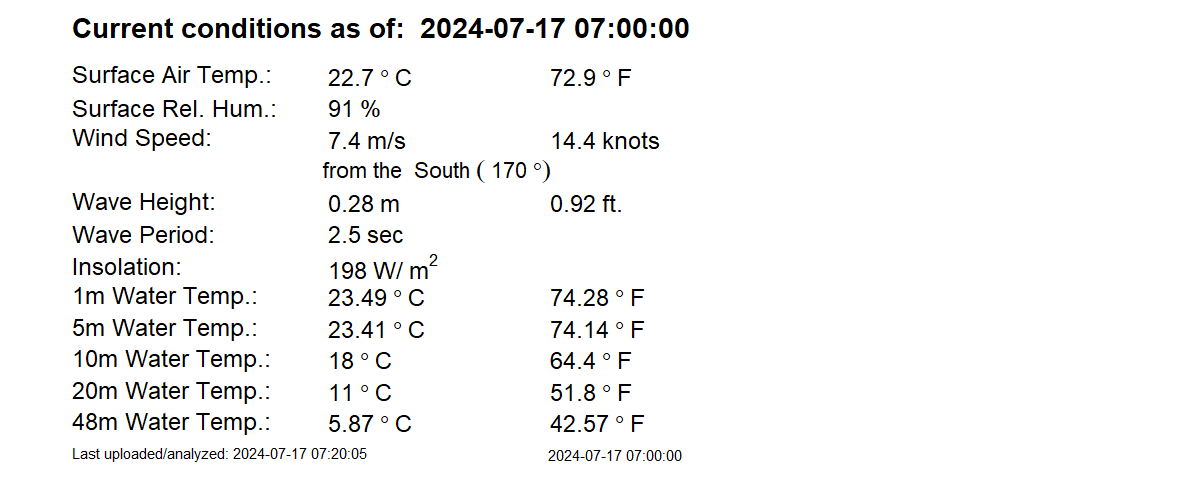 Current conditions as of: 2024-07-17 07:00:00
Surface Air Temp.: 22.7 ° C 72.9 ° F
Surface Rel. Hum.: 91 %
Wind Speed: 7.4 m/s 14.4 knots
from the South ( 170 °)
Wave Height: 0.28 m 0.92 ft.
Wave Period: 2.5 sec
Insolation: 198 W/ m²
1m Water Temp.: 23.49 ° C 74.28 ° F
5m Water Temp.: 23.41 ° C 74.14 ° F
10m Water Temp.: 18 ° C 64.4 ° F
20m Water Temp.: 11 ° C 51.8 ° F
48m Water Temp.: 5.87 ° C 42.57 ° F
Last uploaded/analyzed: 2024-07-17 07:20:05 2024-07-17 07:00:00